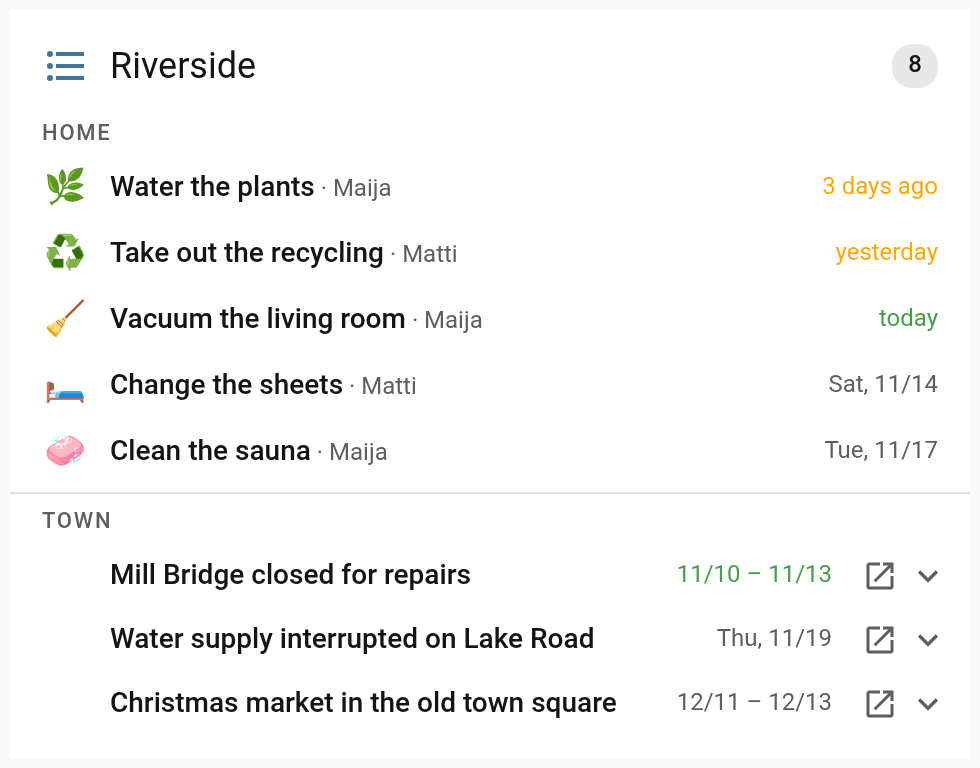 Riverside 8
HOME
Water the plants · Maija 3 days ago
Take out the recycling · Matti yesterday
Vacuum the living room · Maija today
Change the sheets · Matti Sat, 11/14
Clean the sauna · Maija Tue, 11/17
TOWN
Mill Bridge closed for repairs 11/10 – 11/13
Water supply interrupted on Lake Road Thu, 11/19
Christmas market in the old town square 12/11 – 12/13